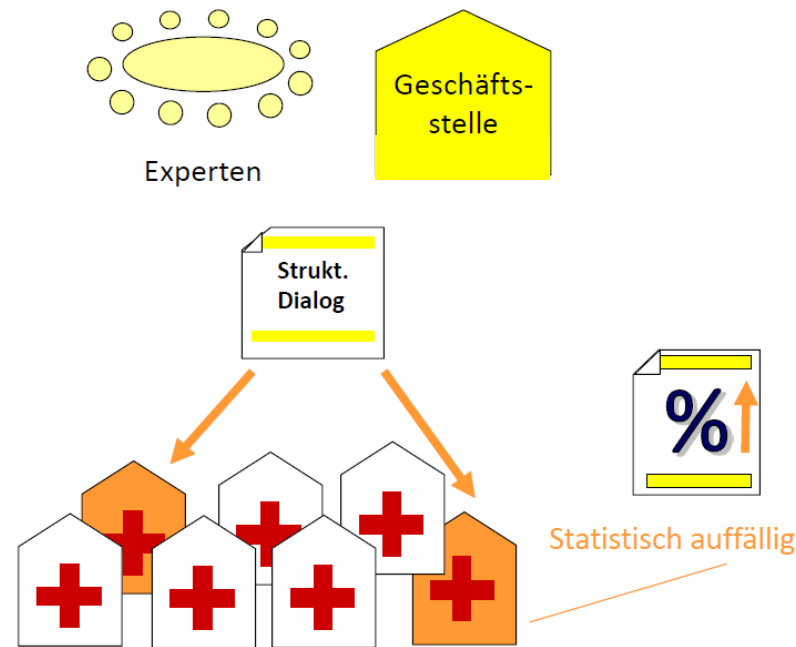 Geschäfts-
stelle
Experten
Strukt.
Dialog
%
Statistisch auffällig